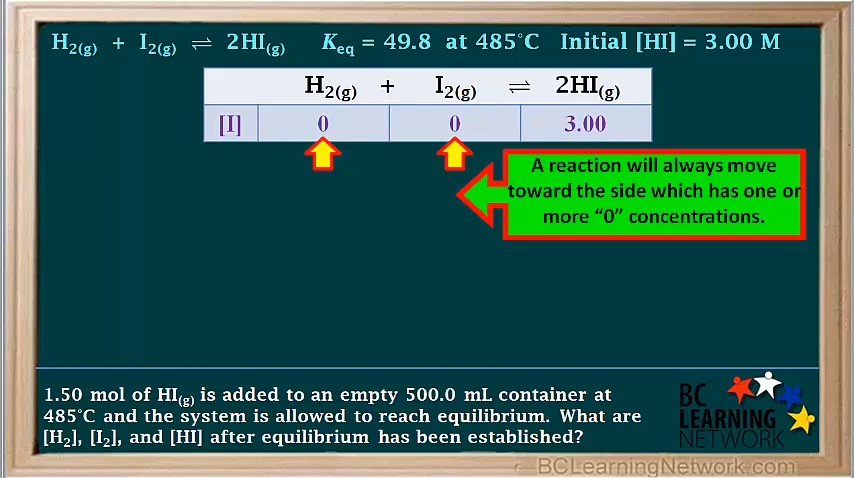 H₂(g) + I₂(g) ⇌ 2HI(g) Keq = 49.8 at 485°C Initial [HI] = 3.00 M
H₂(g) + I₂(g) ⇌ 2HI(g)
[I] 0 0 3.00
A reaction will always move
toward the side which has one or
more “0” concentrations.
1.50 mol of HI(g) is added to an empty 500.0 mL container at
485°C and the system is allowed to reach equilibrium. What are
[H₂], [I₂], and [HI] after equilibrium has been established?
BC
LEARNING
NETWORK
BCLearningNetwork.com